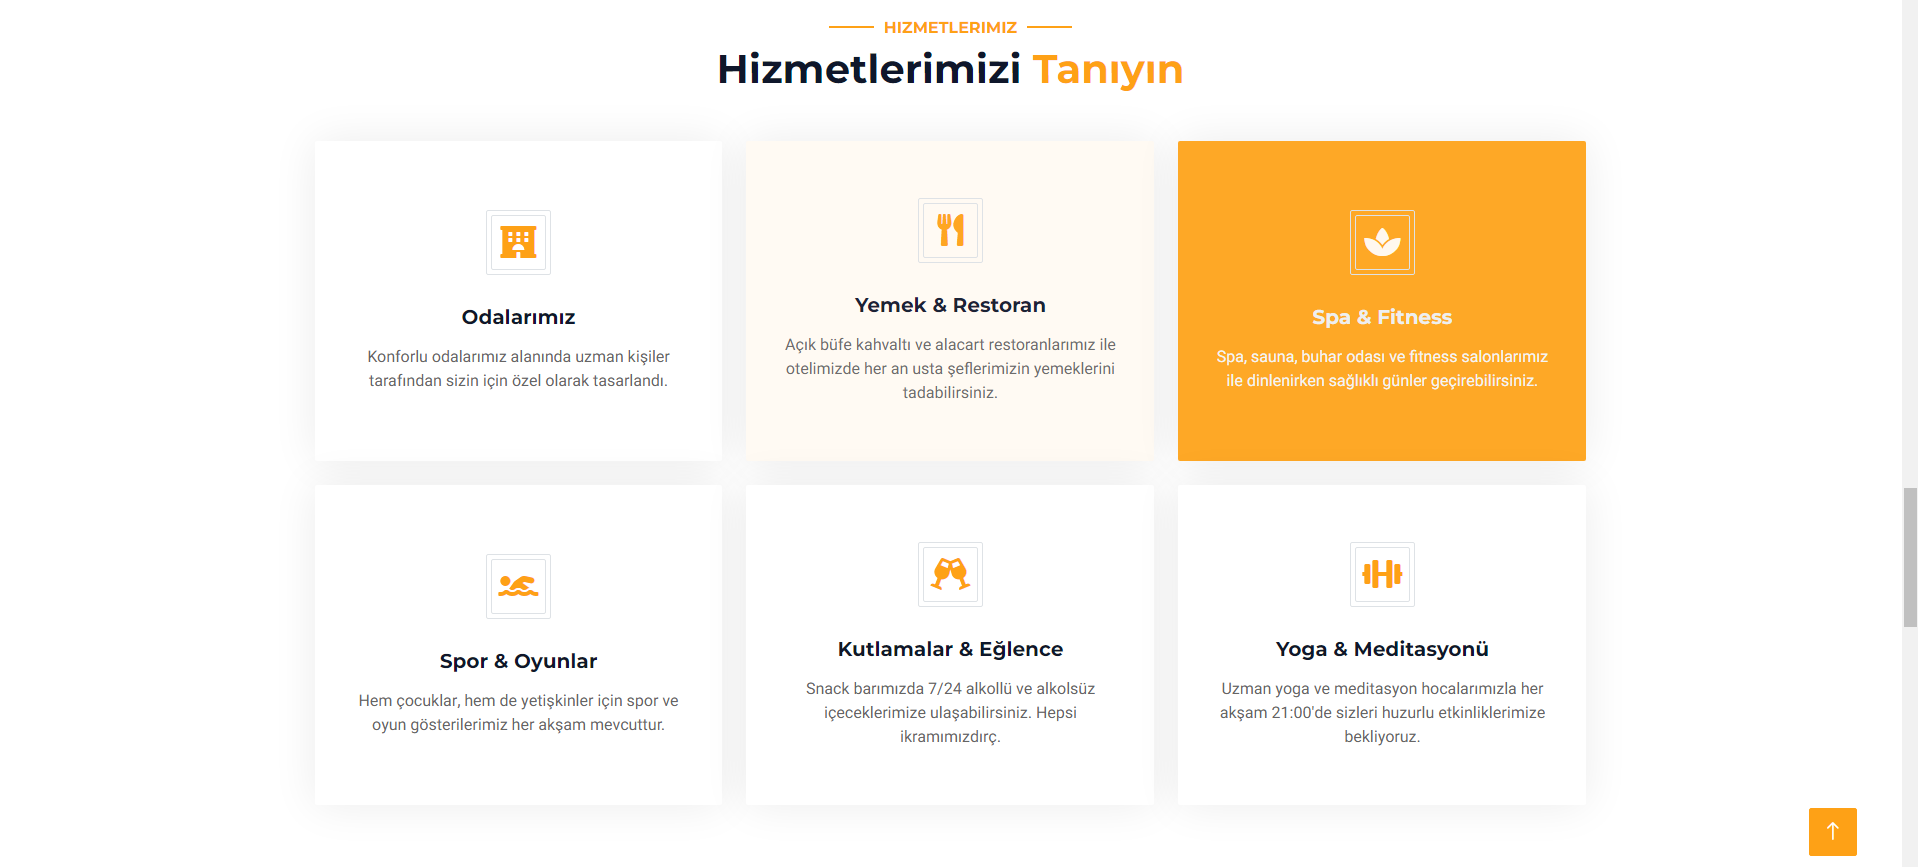 HIZMETLERIMIZ
Hizmetlerimizi Tanıyın
Odalarımız
Konforlu odalarımız alanında uzman kişiler
tarafından sizin için özel olarak tasarlandı.
Yemek & Restoran
Açık büfe kahvaltı ve alacart restoranlarımız ile
otelimizde her an usta şeflerimizin yemeklerini
tadabilirsiniz.
Spa & Fitness
Spa, sauna, buhar odası ve fitness salonlarımız
ile dinlenirken sağlıklı günler geçirebilirsiniz.
Spor & Oyunlar
Hem çocuklar, hem de yetişkinler için spor ve
oyun gösterilerimiz her akşam mevcuttur.
Kutlamalar & Eğlence
Snack barımızda 7/24 alkollü ve alkolsüz
içeceklerimize ulaşabilirsiniz. Hepsi
ikramımızdırç.
Yoga & Meditasyonü
Uzman yoga ve meditasyon hocalarımızla her
akşam 21:00'de sizleri huzurlu etkinliklerimize
bekliyoruz.